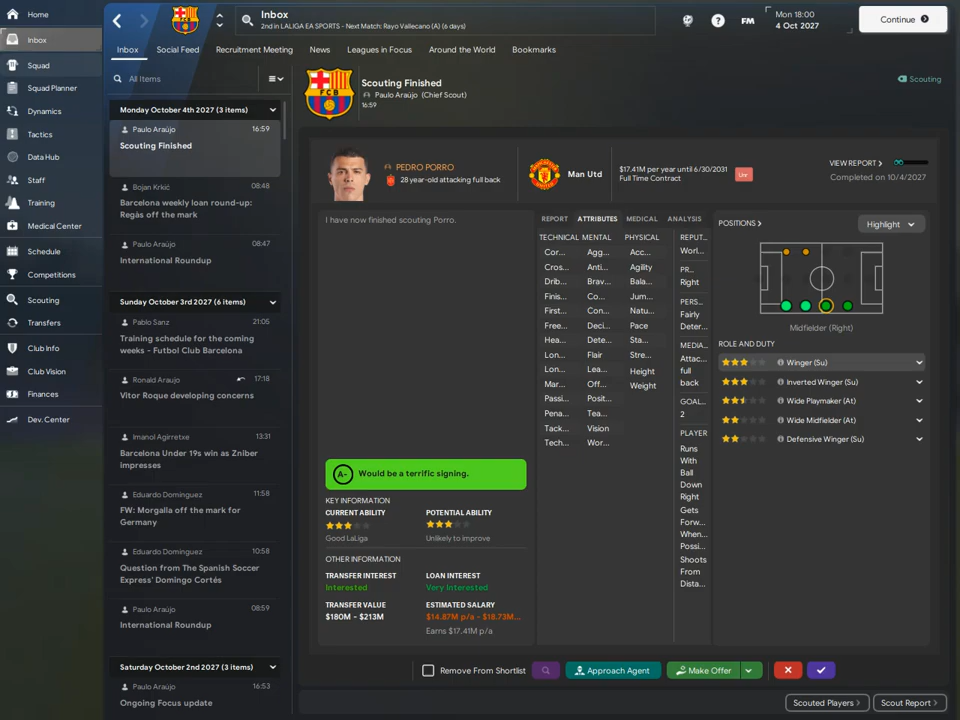 Home
Inbox
Squad
Squad Planner
Dynamics
Tactics
Data Hub
Staff
Training
Medical Center
Schedule
Competitions
Scouting
Transfers
Club Info
Club Vision
Finances
Dev. Center
Inbox
2nd in LALIGA EA SPORTS - Next Match: Rayo Vallecano (A) (6 days)
FM
Mon 18:00
4 Oct 2027
Continue
Inbox
Social Feed
Recruitment Meeting
News
Leagues in Focus
Around the World
Bookmarks
All Items
Monday October 4th 2027 (3 items)
Paulo Araújo 16:59
Scouting Finished
Bojan Krkić 08:48
Barcelona weekly loan round-up:
Regås off the mark
Paulo Araújo 08:47
International Roundup
Sunday October 3rd 2027 (6 items)
Pablo Sanz 21:05
Training schedule for the coming
weeks - Futbol Club Barcelona
Ronald Araujo 17:18
Vitor Roque developing concerns
Imanol Agirretxe 13:31
Barcelona Under 19s win as Zniber
impresses
Eduardo Domínguez 11:58
FW: Morgalla off the mark for
Germany
Eduardo Domínguez 10:58
Question from The Spanish Soccer
Express' Domingo Cortés
Paulo Araújo 08:59
International Roundup
Saturday October 2nd 2027 (3 items)
Paulo Araújo 16:53
Ongoing Focus update
Scouting Finished
Paulo Araújo (Chief Scout)
16:59
Scouting
PEDRO PORRO
28 year-old attacking full back
Man Utd
$17.41M per year until 6/30/2031
Full Time Contract
Unr
VIEW REPORT
Completed on 10/4/2027
I have now finished scouting Porro.
A-
Would be a terrific signing.
KEY INFORMATION
CURRENT ABILITY
Good LaLiga
POTENTIAL ABILITY
Unlikely to improve
OTHER INFORMATION
TRANSFER INTEREST
Interested
LOAN INTEREST
Very Interested
TRANSFER VALUE
$180M - $213M
ESTIMATED SALARY
$14.87M p/a - $18.73M...
Earns $17.41M p/a
REPORT
ATTRIBUTES
MEDICAL
ANALYSIS
TECHNICAL
Cor...
Cros...
Drib...
Finis...
First...
Free...
Hea...
Lon...
Lon...
Mar...
Passi...
Pena...
Tack...
Tech...
MENTAL
Agg...
Anti...
Brav...
Co...
Con...
Deci...
Dete...
Flair
Lea...
Off...
Posit...
Tea...
Vision
Wor...
PHYSICAL
Acc...
Agility
Bala...
Jum...
Natu...
Pace
Sta...
Stre...
Height
Weight
REPUT...
Worl...
PR...
Right
PERS...
Fairly
Deter...
MEDIA...
Attac...
full
back
GOAL...
2
PLAYER
Runs
With
Ball
Down
Right
Gets
Forw...
When...
Possi...
Shoots
From
Dista...
POSITIONS
Highlight
Midfielder (Right)
ROLE AND DUTY
Winger (Su)
Inverted Winger (Su)
Wide Playmaker (At)
Wide Midfielder (At)
Defensive Winger (Su)
Remove From Shortlist
Approach Agent
Make Offer
Scouted Players
Scout Report